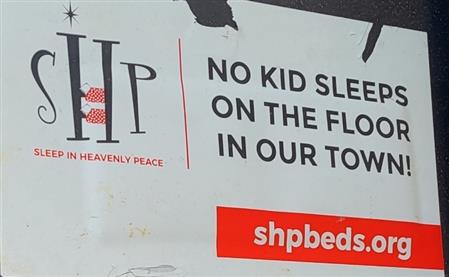 SHP
SLEEP IN HEAVENLY PEACE
NO KID SLEEPS
ON THE FLOOR
IN OUR TOWN!
shpbeds.org